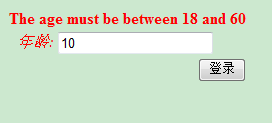 The age must be between 18 and 60
年龄: 10
登录